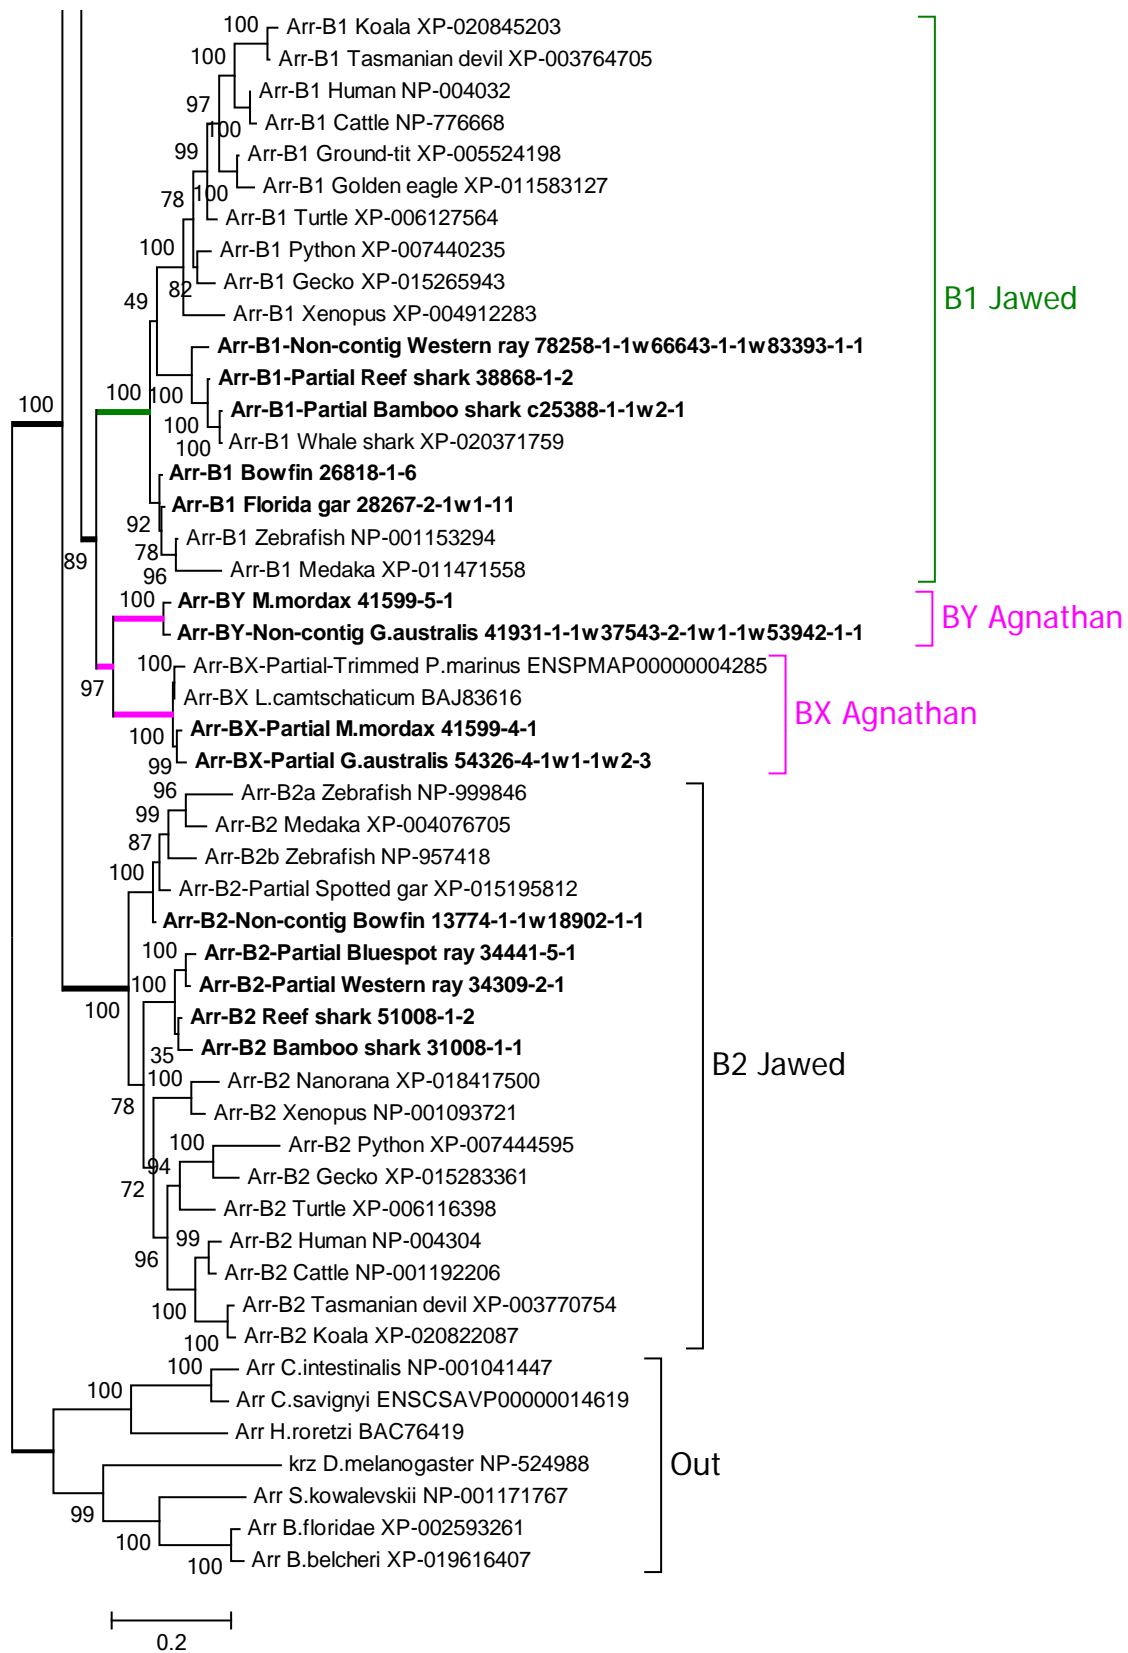 100
Arr-B1 Koala XP-020845203
100
Arr-B1 Tasmanian devil XP-003764705
Arr-B1 Human NP-004032
97
100
Arr-B1 Cattle NP-776668
99
Arr-B1 Ground-tit XP-005524198
100
Arr-B1 Golden eagle XP-011583127
78
Arr-B1 Turtle XP-006127564
100
Arr-B1 Python XP-007440235
82
Arr-B1 Gecko XP-015265943
49
Arr-B1 Xenopus XP-004912283
B1 Jawed
Arr-B1-Non-contig Western ray 78258-1-1w66643-1-1w83393-1-1
Arr-B1-Partial Reef shark 38868-1-2
100
100
100
Arr-B1-Partial Bamboo shark c25388-1-1w2-1
100
100
Arr-B1 Whale shark XP-020371759
Arr-B1 Bowfin 26818-1-6
Arr-B1 Florida gar 28267-2-1w1-11
92
Arr-B1 Zebrafish NP-001153294
78
89
Arr-B1 Medaka XP-011471558
96
100
Arr-BY M.mordax 41599-5-1
BY Agnathan
Arr-BY-Non-contig G.australis 41931-1-1w37543-2-1w1-1w53942-1-1
100
Arr-BX-Partial-Trimmed P.marinus ENSPMAP00000004285
97
Arr-BX L.camtschaticum BAJ83616
BX Agnathan
Arr-BX-Partial M.mordax 41599-4-1
100
Arr-BX-Partial G.australis 54326-4-1w1-1w2-3
99
96
Arr-B2a Zebrafish NP-999846
99
Arr-B2 Medaka XP-004076705
87
Arr-B2b Zebrafish NP-957418
100
Arr-B2-Partial Spotted gar XP-015195812
Arr-B2-Non-contig Bowfin 13774-1-1w18902-1-1
100
Arr-B2-Partial Bluespot ray 34441-5-1
100
Arr-B2-Partial Western ray 34309-2-1
100
Arr-B2 Reef shark 51008-1-2
35
Arr-B2 Bamboo shark 31008-1-1
B2 Jawed
100
Arr-B2 Nanorana XP-018417500
78
Arr-B2 Xenopus NP-001093721
100
Arr-B2 Python XP-007444595
94
Arr-B2 Gecko XP-015283361
72
Arr-B2 Turtle XP-006116398
99
Arr-B2 Human NP-004304
96
Arr-B2 Cattle NP-001192206
100
Arr-B2 Tasmanian devil XP-003770754
100
Arr-B2 Koala XP-020822087
100
Arr C.intestinalis NP-001041447
100
Arr C.savignyi ENSCSAVP00000014619
Arr H.roretzi BAC76419
krz D.melanogaster NP-524988
Out
Arr S.kowalevskii NP-001171767
99
Arr B.floridae XP-002593261
100
Arr B.belcheri XP-019616407
100
0.2